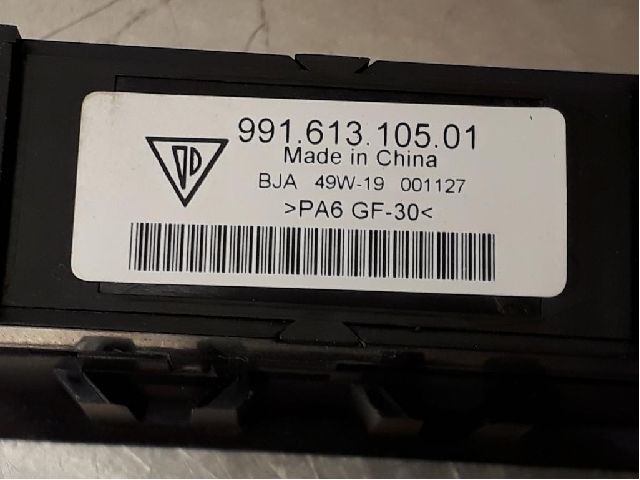 991.613.105.01
Made in China
BJA 49W-19 001127
>PA6 GF-30<